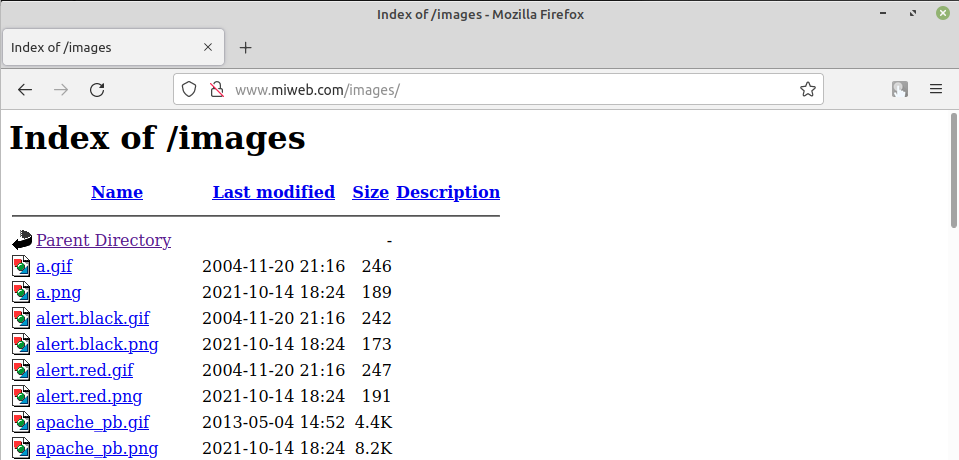 Index of /images - Mozilla Firefox
Index of /images
www.miweb.com/images/
Index of /images
Name Last modified Size Description
Parent Directory -
a.gif 2004-11-20 21:16 246
a.png 2021-10-14 18:24 189
alert.black.gif 2004-11-20 21:16 242
alert.black.png 2021-10-14 18:24 173
alert.red.gif 2004-11-20 21:16 247
alert.red.png 2021-10-14 18:24 191
apache_pb.gif 2013-05-04 14:52 4.4K
apache_pb.png 2021-10-14 18:24 8.2K